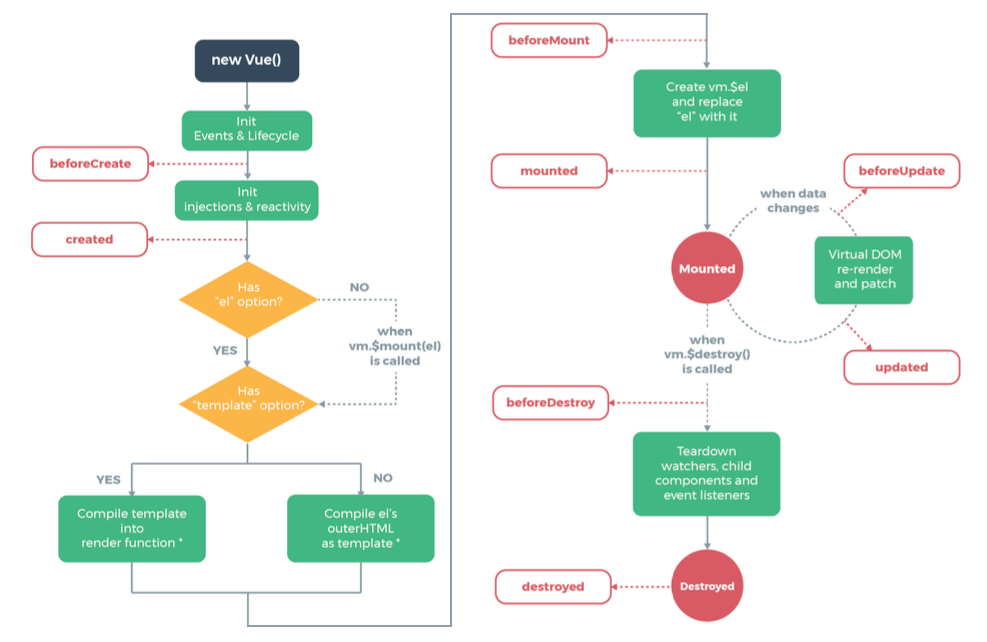 new Vue()
Init
Events & Lifecycle
beforeCreate
Init
injections & reactivity
created
Has
“el” option?
NO
when
vm.$mount(el)
is called
YES
Has
“template” option?
YES
NO
Compile template
into
render function *
Compile el’s
outerHTML
as template *
beforeMount
Create vm.$el
and replace
“el” with it
mounted
Mounted
when data
changes
beforeUpdate
Virtual DOM
re-render
and patch
updated
when
vm.$destroy()
is called
beforeDestroy
Teardown
watchers, child
components and
event listeners
destroyed
Destroyed